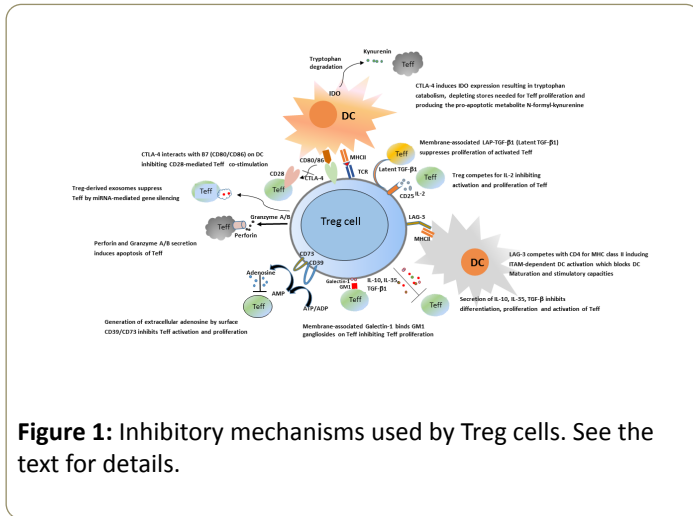 Kynurenin
Tryptophan
degradation
Teff
IDO
CTLA-4 induces IDO expression resulting in tryptophan
catabolism, depleting stores needed for Teff proliferation and
producing the pro-apoptotic metabolite N-formyl-kynurenine
DC
CTLA-4 interacts with B7 (CD80/CD86) on DC
inhibiting CD28-mediated Teff co-stimulation
CD80/86
MHCII
TCR
CD28
CTLA-4
Teff
Membrane-associated LAP-TGF-β1 (Latent TGF-β1)
suppresses proliferation of activated Teff
Teff
Latent TGF-β1
Teff
CD25
IL-2
Treg competes for IL-2 inhibiting
activation and proliferation of Teff
Treg-derived exosomes suppress
Teff by miRNA-mediated gene silencing
Teff
Granzyme A/B
Teff
Perforin
Perforin and Granzyme A/B secretion
induces apoptosis of Teff
Treg cell
LAG-3
MHCII
DC
LAG-3 competes with CD4 for MHC class II inducing
ITAM-dependent DC activation which blocks DC
Maturation and stimulatory capacities
CD73
CD39
Adenosine
AMP
ATP/ADP
Teff
Generation of extracellular adenosine by surface
CD39/CD73 inhibits Teff activation and proliferation
Galectin-1
GM1
Teff
IL-10, IL-35,
TGF-β1
Membrane-associated Galectin-1 binds GM1
gangliosides on Teff inhibiting Teff proliferation
Teff
Secretion of IL-10, IL-35, TGF-β inhibits
differentiation, proliferation and activation of Teff
Figure 1: Inhibitory mechanisms used by Treg cells. See the
text for details.